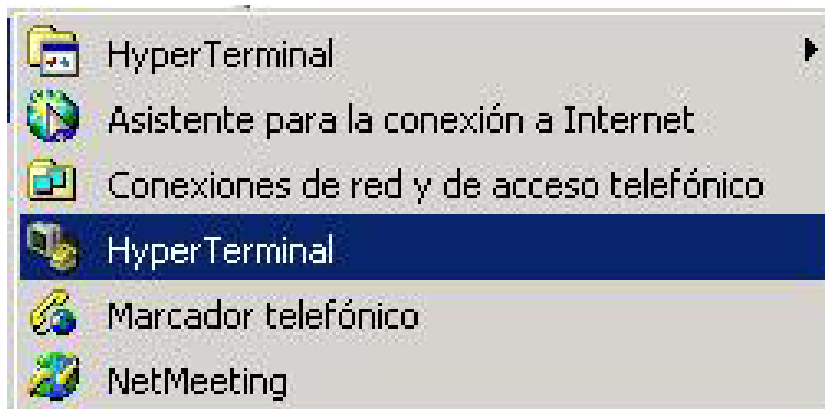 HyperTerminal
Asistente para la conexión a Internet
Conexiones de red y de acceso telefónico
HyperTerminal
Marcador telefónico
NetMeeting